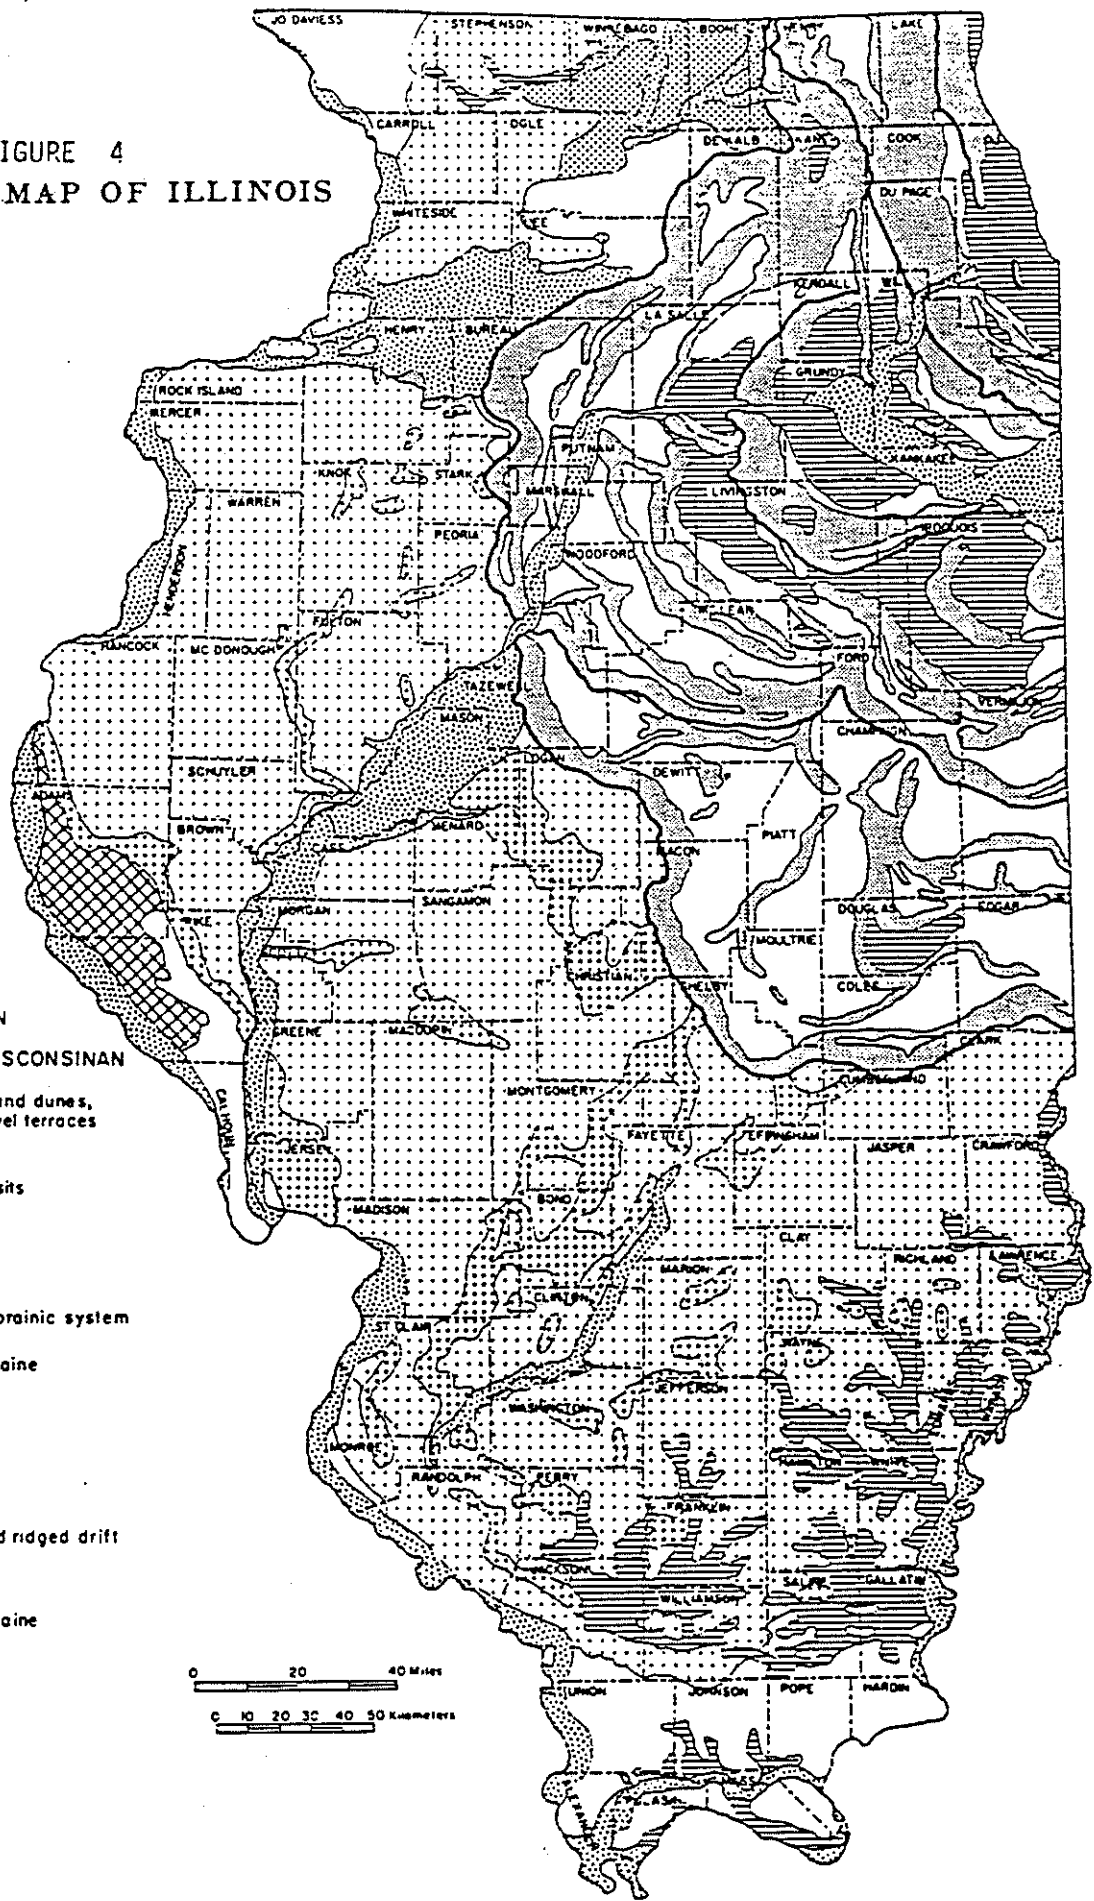 IGURE 4
MAP OF ILLINOIS
JO DAVIESS
STEPHENSON
WINNEBAGO
BOONE
LAKE
CARROLL
OGLE
DE KALB
KANE
COOK
DU PAGE
WHITESIDE
LEE
KENDALL
WILL
LA SALLE
HENRY
BUREAU
GRUNDY
ROCK ISLAND
MERCER
PUTNAM
KANKAKEE
KNOX
STARK
MARSHALL
LIVINGSTON
WARREN
IROQUOIS
PEORIA
WOODFORD
HENDERSON
MC LEAN
FULTON
HANCOCK
MC DONOUGH
FORD
TAZEWE
VERMILION
MASON
CHAMPAIGN
LOGAN
SCHUYLER
DEWITT
ADAMS
BROWN
MENARD
PIATT
CASS
MACON
SANGAMON
MORGAN
PIKE
DOUGLAS
EDGAR
MOULTRIE
CHRISTIAN
SHELBY
COLES
N
GREENE
MACOUPIN
CLARK
SCONSINAN
CUMBERLAND
MONTGOMERY
and dunes,
vel terraces
CALHOUN
FAYETTE
EFFINGHAM
JASPER
CRAWFORD
JERSEY
sits
BOND
MADISON
CLAY
RICHLAND
LAWRENCE
MARION
CLINTON
orainic system
ST CLAIR
WAYNE
aine
JEFFERSON
WASHINGTON
MONROE
HAMILTON
WHITE
RANDOLPH
PERRY
FRANKLIN
d ridged drift
JACKSON
SALINE
GALLATIN
WILLIAMSON
aine
0 20 40 Miles
UNION
JOHNSON
POPE
HARDIN
0 10 20 30 40 50 Kilometers
ALEXANDER
PULASKI